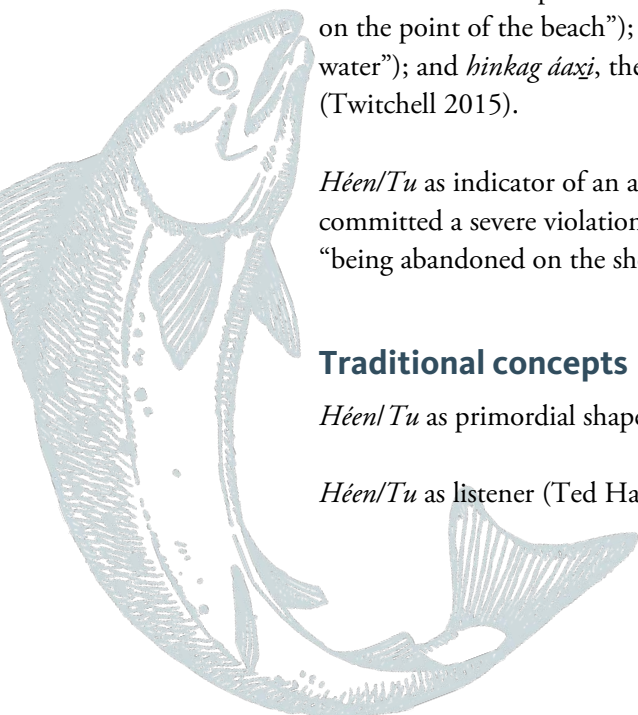 on the point of the beach");
water"); and hinkag áax̱i, the
(Twitchell 2015).
Héen/Tu as indicator of an a
committed a severe violation
"being abandoned on the sh
Traditional concepts
Héen/Tu as primordial shap
Héen/Tu as listener (Ted Ha